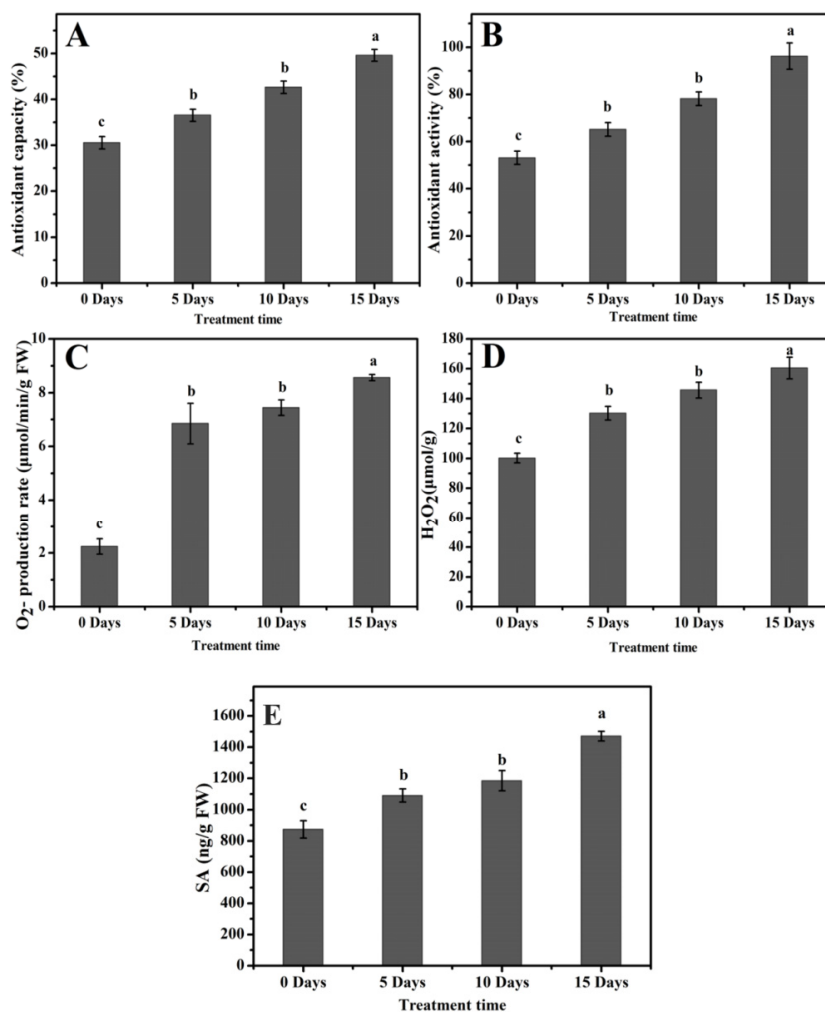 A
Antioxidant capacity (%)
50
40
30
20
10
0
c
b
b
a
0 Days 5 Days 10 Days 15 Days
Treatment time
B
Antioxidant activity (%)
100
80
60
40
20
0
c
b
b
a
0 Days 5 Days 10 Days 15 Days
Treatment time
C
O2- production rate (μmol/min/g FW)
10
8
6
4
2
0
c
b
b
a
0 Days 5 Days 10 Days 15 Days
Treatment time
D
H2O2(μmol/g)
180
160
140
120
100
80
60
40
20
0
c
b
b
a
0 Days 5 Days 10 Days 15 Days
Treatment time
E
SA (ng/g FW)
1600
1400
1200
1000
800
600
400
200
0
c
b
b
a
0 Days 5 Days 10 Days 15 Days
Treatment time